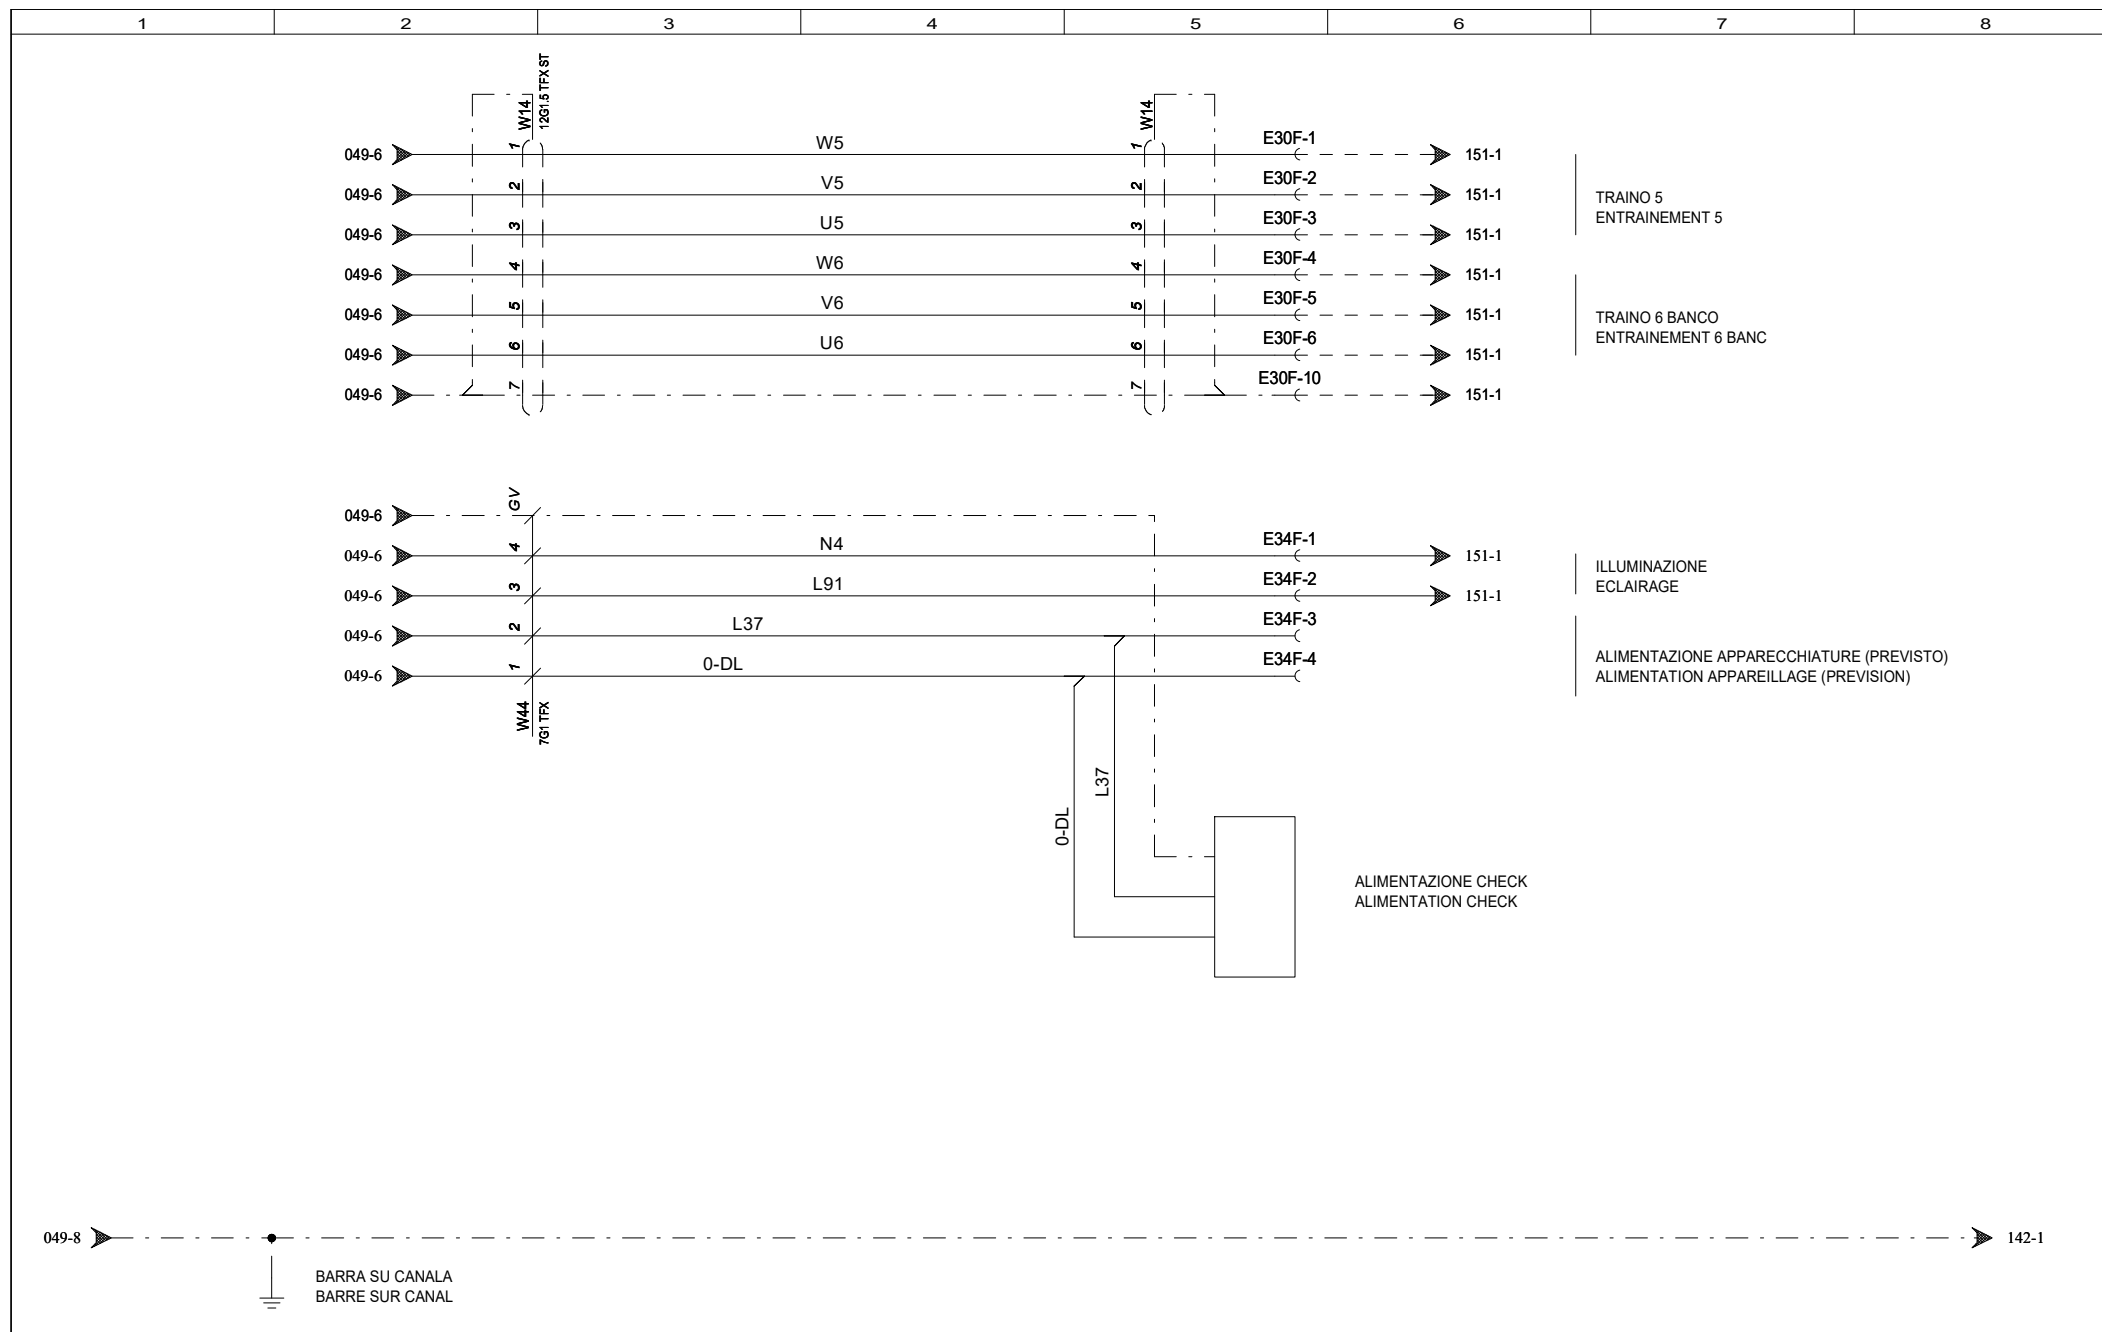 1 2 3 4 5 6 7 8
W14
12G1.5 TFX ST
W14
049-6 1 W5 1 E30F-1 151-1
049-6 2 V5 2 E30F-2 151-1
049-6 3 U5 3 E30F-3 151-1
TRAINO 5
ENTRAINEMENT 5
049-6 4 W6 4 E30F-4 151-1
049-6 5 V6 5 E30F-5 151-1
049-6 6 U6 6 E30F-6 151-1
TRAINO 6 BANCO
ENTRAINEMENT 6 BANC
049-6 7 7 E30F-10 151-1
049-6 GV
049-6 4 N4 E34F-1 151-1
049-6 3 L91 E34F-2 151-1
ILLUMINAZIONE
ECLAIRAGE
049-6 2 L37 E34F-3
049-6 1 0-DL E34F-4
ALIMENTAZIONE APPARECCHIATURE (PREVISTO)
ALIMENTATION APPAREILLAGE (PREVISION)
W44
7G1 TFX
L37
0-DL
ALIMENTAZIONE CHECK
ALIMENTATION CHECK
049-8 142-1
BARRA SU CANALA
BARRE SUR CANAL